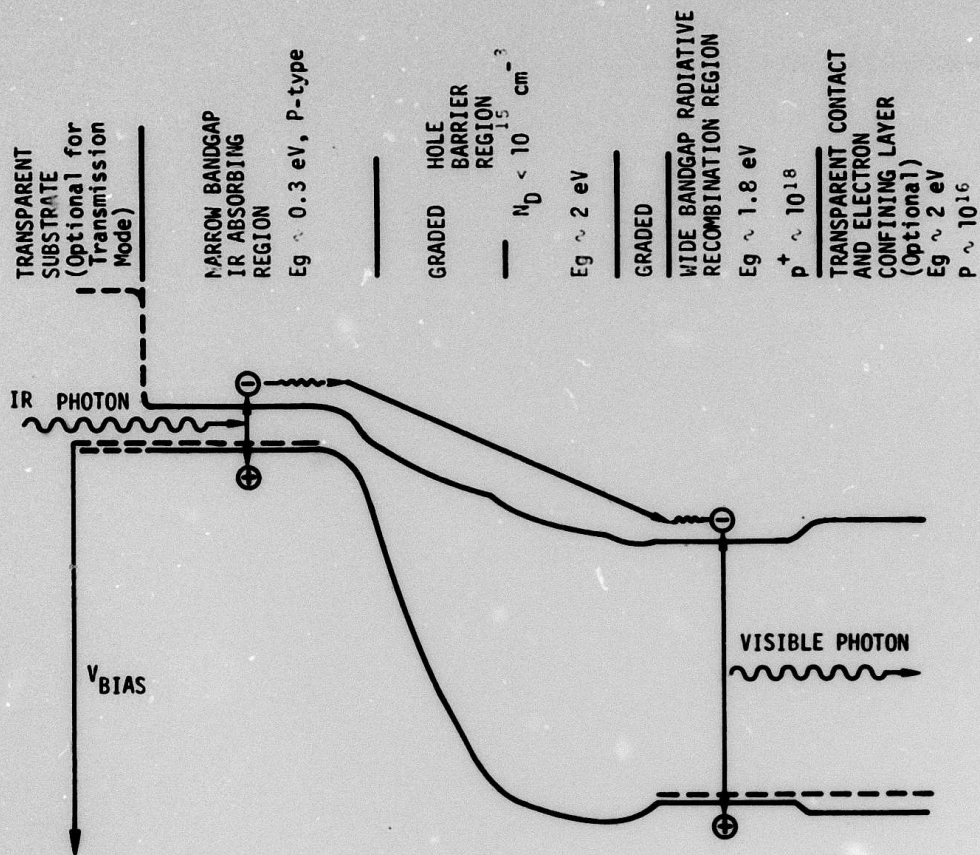 TRANSPARENT
SUBSTRATE
(Optional for
Transmission
Mode)
NARROW BANDGAP
IR ABSORBING
REGION
Eg ~ 0.3 eV, P-type
GRADED
HOLE
BARRIER
REGION
N_D < 10^15 cm^-3
Eg ~ 2 eV
GRADED
WIDE BANDGAP RADIATIVE
RECOMBINATION REGION
Eg ~ 1.8 eV
p+ ~ 10^18
TRANSPARENT CONTACT
AND ELECTRON
CONFINING LAYER
(Optional)
Eg ~ 2 eV
P ~ 10^16
IR PHOTON
−
+
V_BIAS
−
VISIBLE PHOTON
+